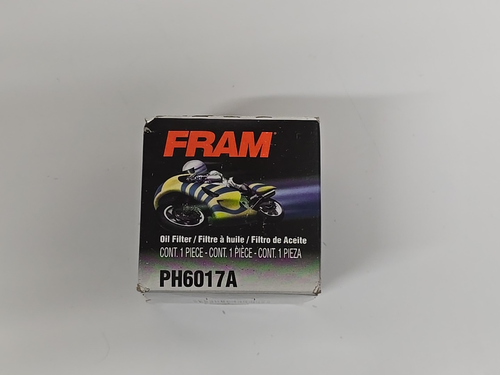 FRAM
Oil Filter / Filtre à huile / Filtro de Aceite
CONT. 1 PIECE - CONT. 1 PIÈCE - CONT. 1 PIEZA
PH6017A